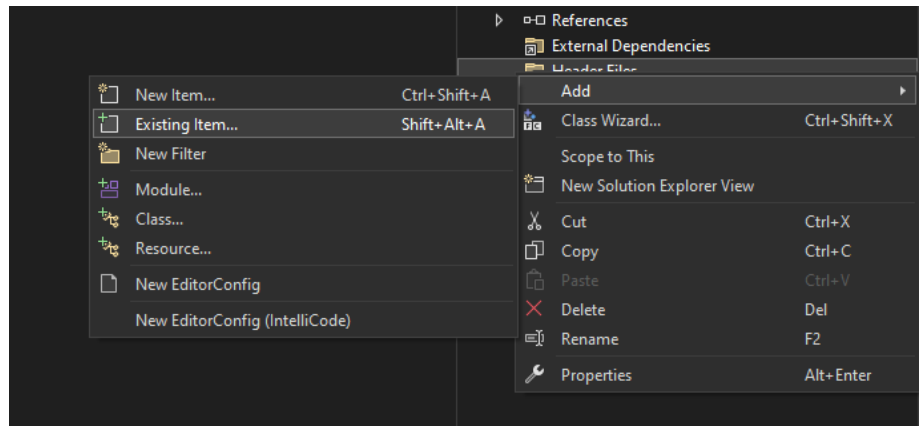 References
External Dependencies
Header Files
New Item... Ctrl+Shift+A
Existing Item... Shift+Alt+A
New Filter
Module...
Class...
Resource...
New EditorConfig
New EditorConfig (IntelliCode)
Add
Class Wizard... Ctrl+Shift+X
Scope to This
New Solution Explorer View
Cut Ctrl+X
Copy Ctrl+C
Paste Ctrl+V
Delete Del
Rename F2
Properties Alt+Enter